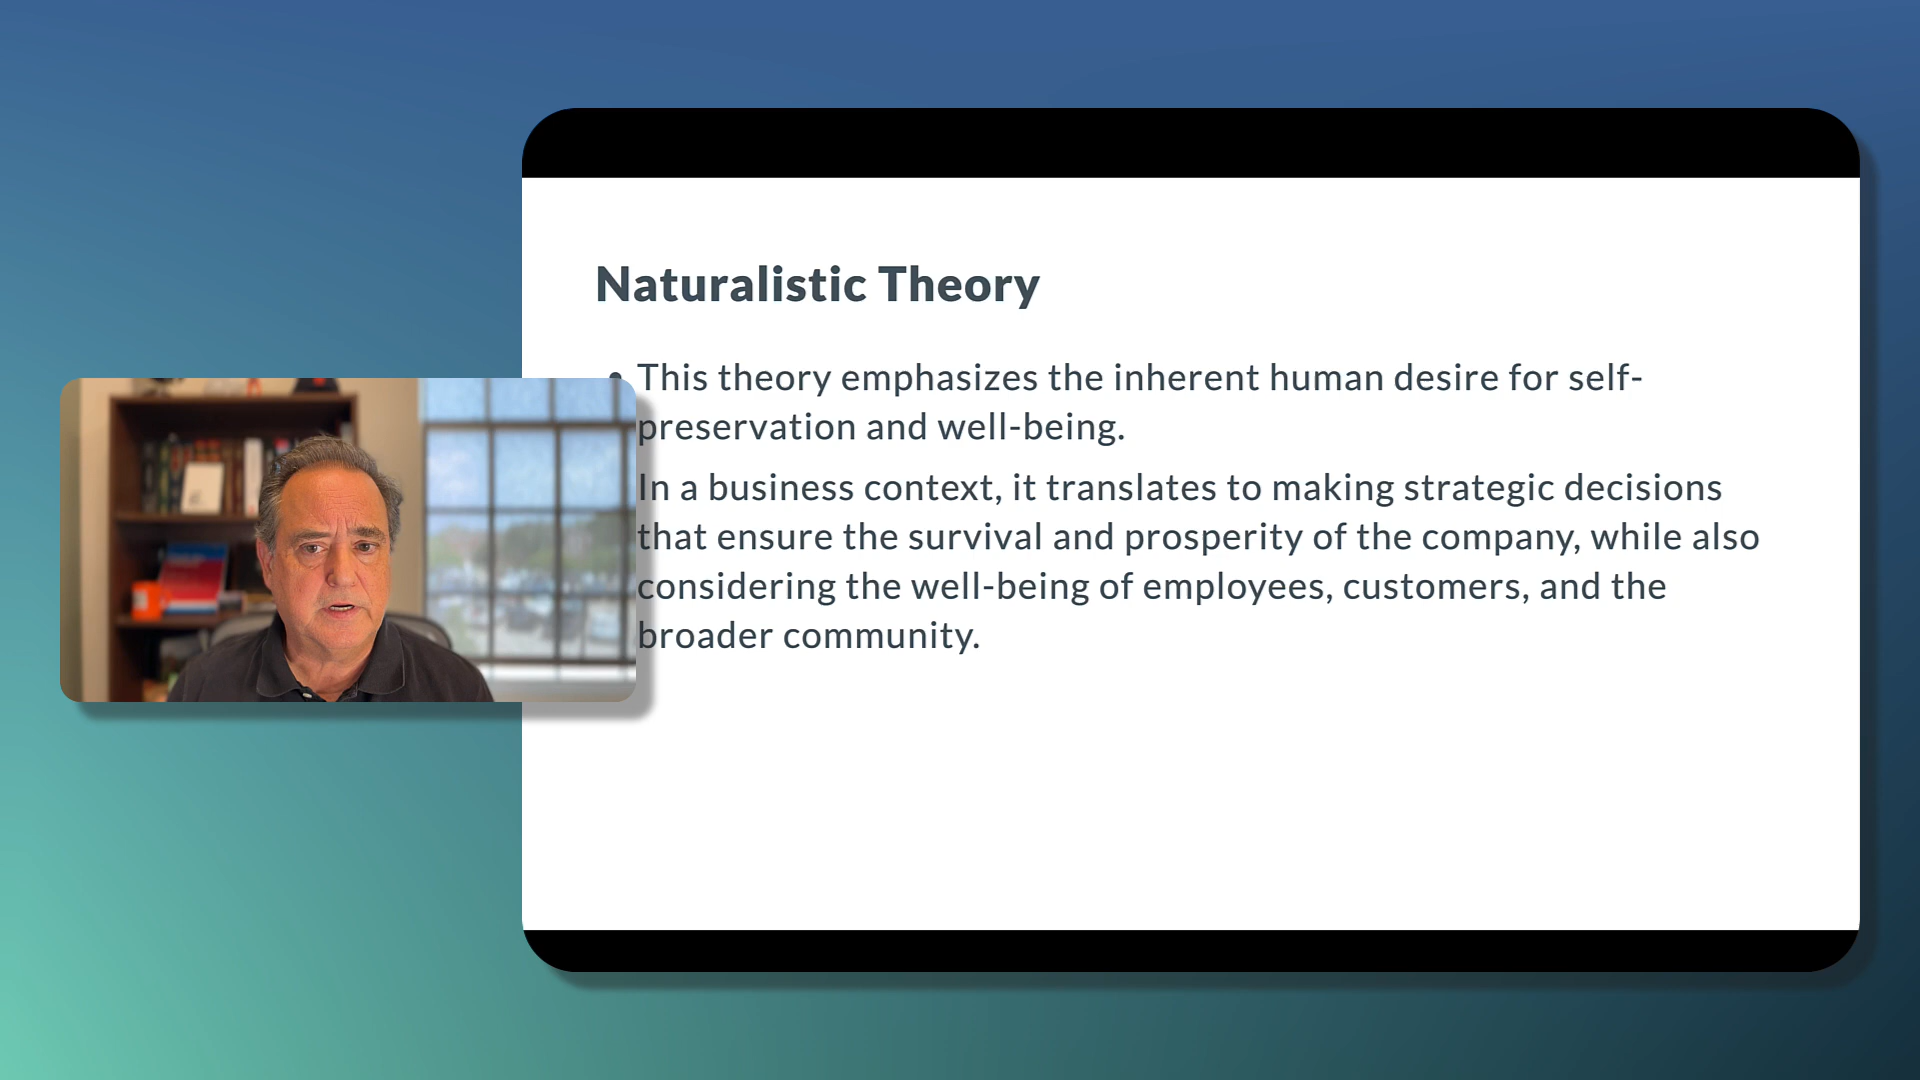 Naturalistic Theory
• This theory emphasizes the inherent human desire for self-
preservation and well-being.
In a business context, it translates to making strategic decisions
that ensure the survival and prosperity of the company, while also
considering the well-being of employees, customers, and the
broader community.